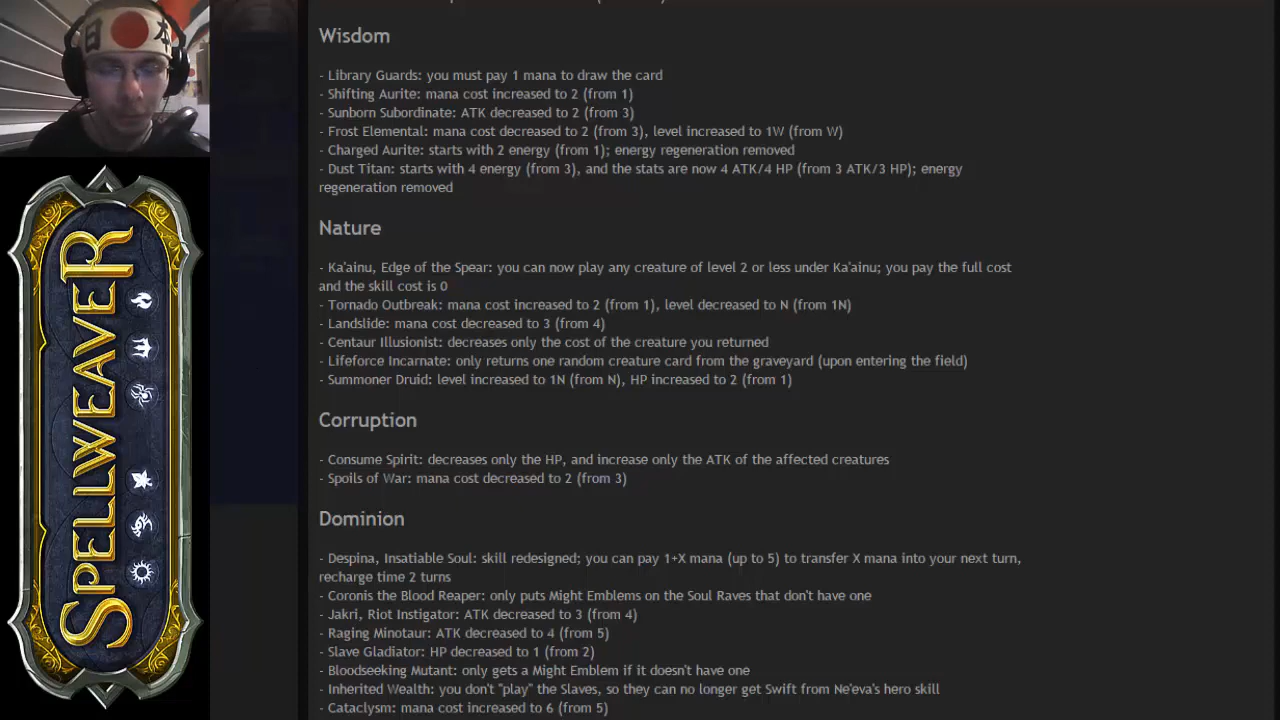 日 本
SPELLWEAVER
Wisdom
- Library Guards: you must pay 1 mana to draw the card
- Shifting Aurite: mana cost increased to 2 (from 1)
- Sunborn Subordinate: ATK decreased to 2 (from 3)
- Frost Elemental: mana cost decreased to 2 (from 3), level increased to 1W (from W)
- Charged Aurite: starts with 2 energy (from 1); energy regeneration removed
- Dust Titan: starts with 4 energy (from 3), and the stats are now 4 ATK/4 HP (from 3 ATK/3 HP); energy
regeneration removed
Nature
- Ka'ainu, Edge of the Spear: you can now play any creature of level 2 or less under Ka'ainu; you pay the full cost
and the skill cost is 0
- Tornado Outbreak: mana cost increased to 2 (from 1), level decreased to N (from 1N)
- Landslide: mana cost decreased to 3 (from 4)
- Centaur Illusionist: decreases only the cost of the creature you returned
- Lifeforce Incarnate: only returns one random creature card from the graveyard (upon entering the field)
- Summoner Druid: level increased to 1N (from N), HP increased to 2 (from 1)
Corruption
- Consume Spirit: decreases only the HP, and increase only the ATK of the affected creatures
- Spoils of War: mana cost decreased to 2 (from 3)
Dominion
- Despina, Insatiable Soul: skill redesigned; you can pay 1+X mana (up to 5) to transfer X mana into your next turn,
recharge time 2 turns
- Coronis the Blood Reaper: only puts Might Emblems on the Soul Raves that don't have one
- Jakri, Riot Instigator: ATK decreased to 3 (from 4)
- Raging Minotaur: ATK decreased to 4 (from 5)
- Slave Gladiator: HP decreased to 1 (from 2)
- Bloodseeking Mutant: only gets a Might Emblem if it doesn't have one
- Inherited Wealth: you don't "play" the Slaves, so they can no longer get Swift from Ne'eva's hero skill
- Cataclysm: mana cost increased to 6 (from 5)